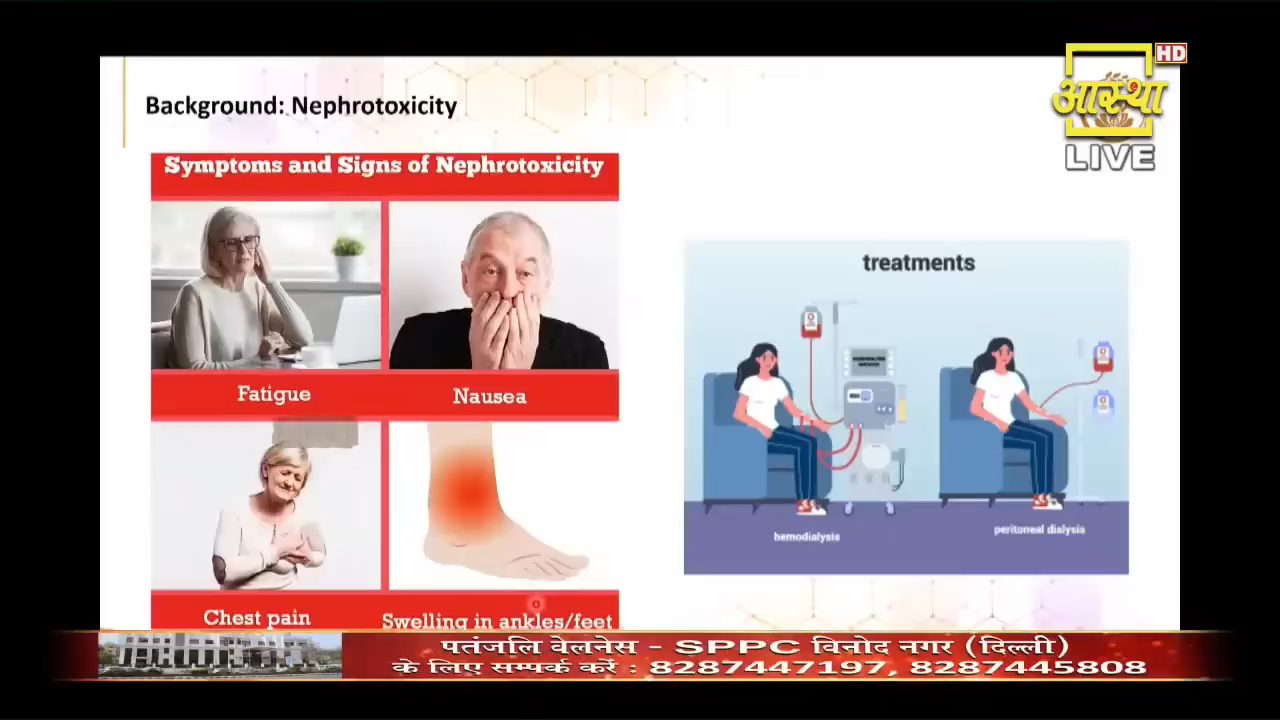 Background: Nephrotoxicity
HD
आस्था
LIVE
Symptoms and Signs of Nephrotoxicity
Fatigue
Nausea
Chest pain
Swelling in ankles/feet
treatments
hemodialysis
peritoneal dialysis
पतंजलि वेलनेस - SPPC विनोद नगर (दिल्ली)
के लिए सम्पर्क करें : 8287447197, 8287445808